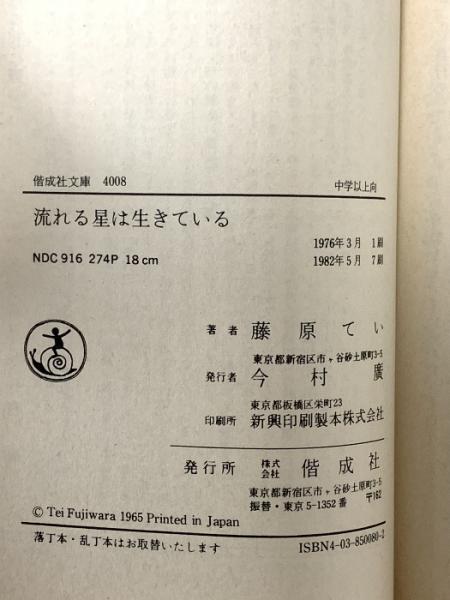 偕成社文庫 4008 中学以上向
流れる星は生きている
1976年3月 1刷
NDC 916 274P 18cm 1982年5月 7刷
著者 藤原てい
東京都新宿区市ヶ谷砂土原町3-5
発行者 今村廣
東京都板橋区栄町23
印刷所 新興印刷製本株式会社
発行所 株式会社 偕成社
東京都新宿区市ヶ谷砂土原町3-5
振替・東京5-1352番 〒162
© Tei Fujiwara 1965 Printed in Japan
落丁本・乱丁本はお取替いたします
ISBN4-03-850080-2